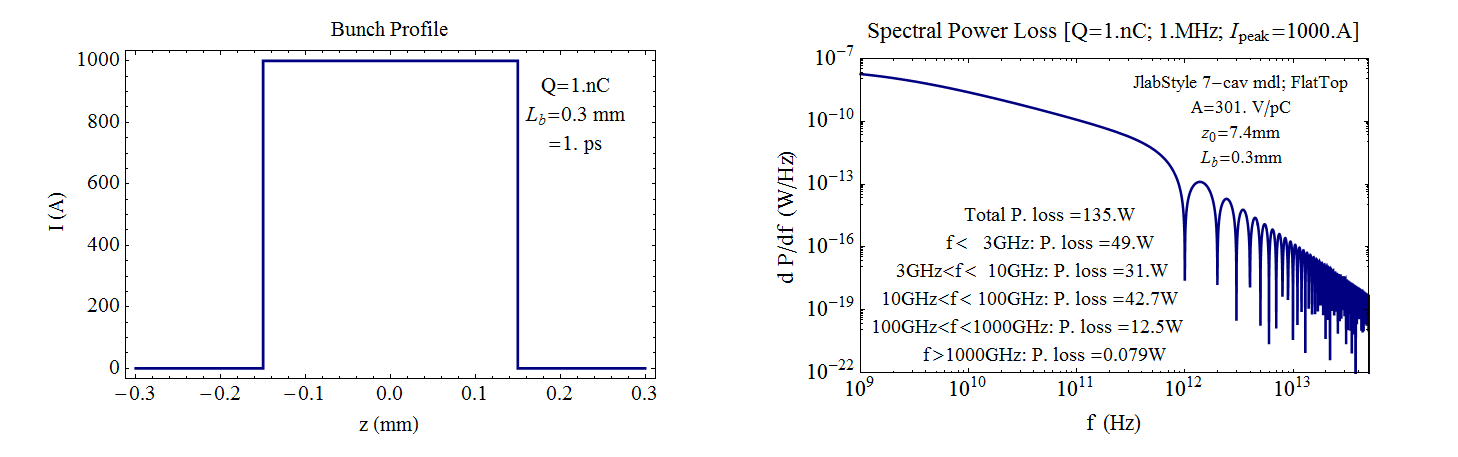 Bunch Profile
1000
800
600
400
200
0
I (A)
Q=1.nC
L_b=0.3 mm
=1. ps
−0.3 −0.2 −0.1 0.0 0.1 0.2 0.3
z (mm)
Spectral Power Loss [Q=1.nC; 1.MHz; I_peak=1000.A]
10^−7
10^−10
10^−13
10^−16
10^−19
10^−22
d P/df (W/Hz)
JlabStyle 7−cav mdl; FlatTop
A=301. V/pC
z_0=7.4mm
L_b=0.3mm
Total P. loss =135.W
f< 3GHz: P. loss =49.W
3GHz<f< 10GHz: P. loss =31.W
10GHz<f< 100GHz: P. loss =42.7W
100GHz<f<1000GHz: P. loss =12.5W
f>1000GHz: P. loss =0.079W
10^9 10^10 10^11 10^12 10^13
f (Hz)